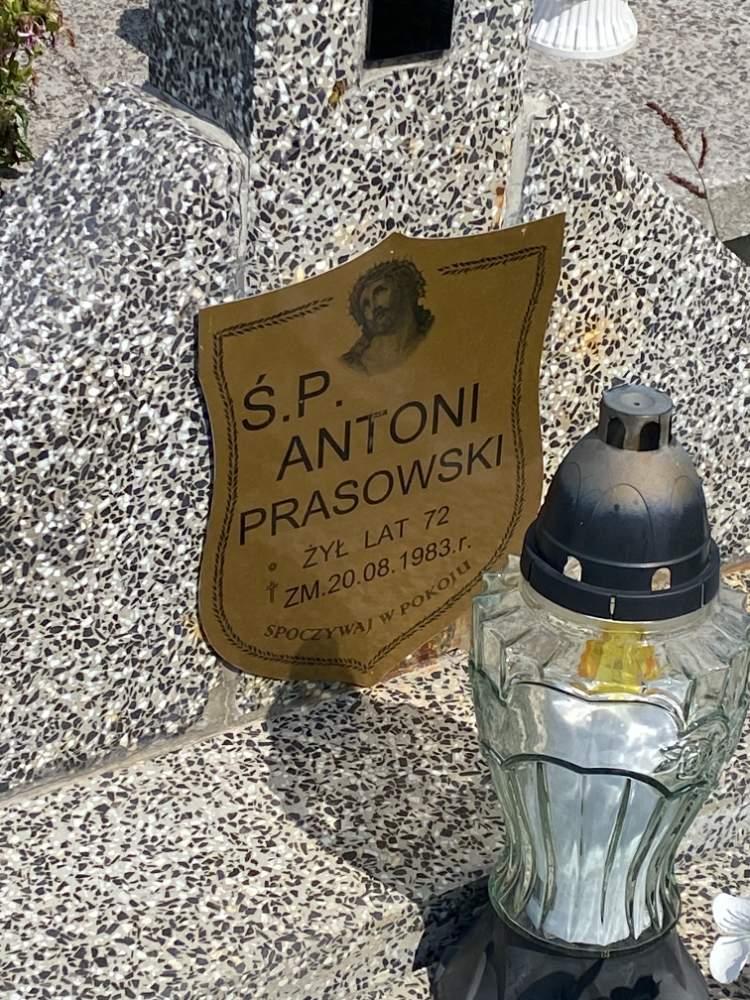 Ś.P.
ANTONI
PRASOWSKI
ŻYŁ LAT 72
ZM.20.08.1983.r.
SPOCZYWAJ W POKOJU